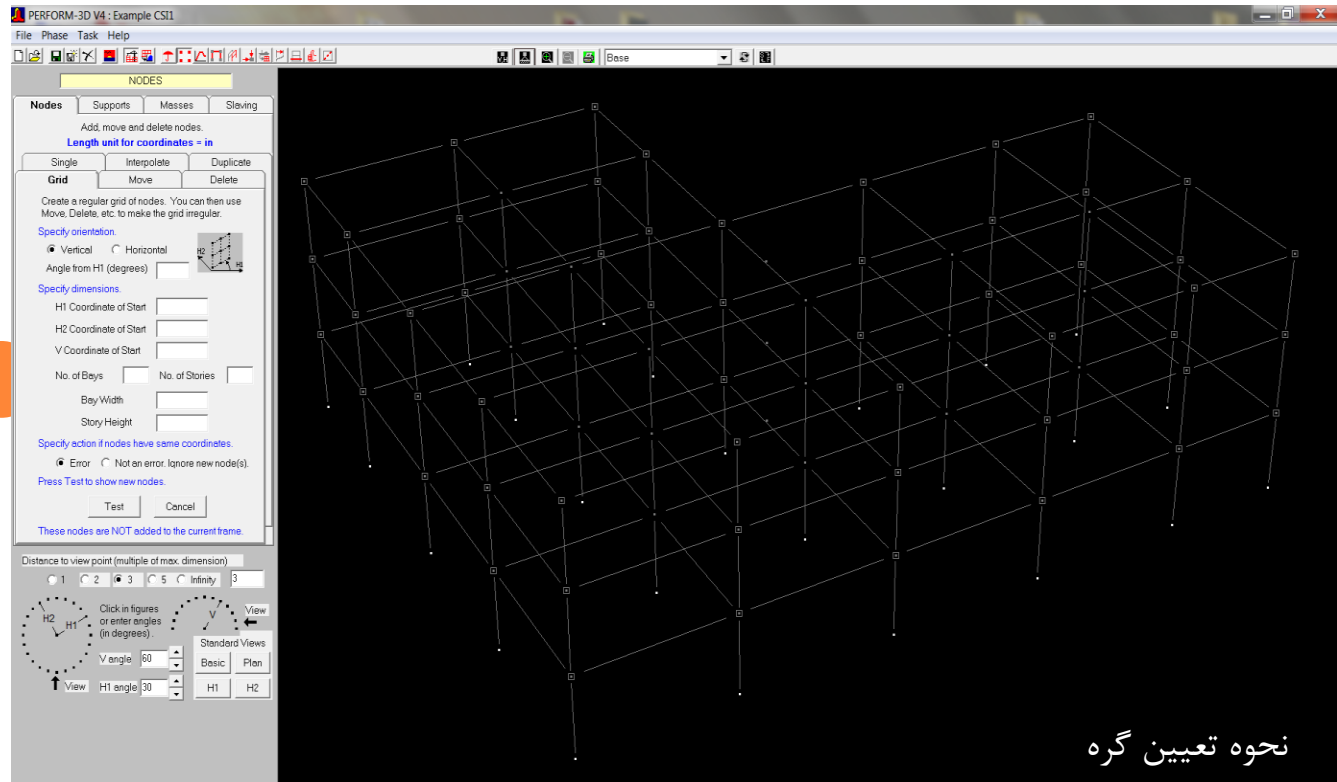 PERFORM-3D V4 : Example CSI1
File Phase Task Help
Base
NODES
Nodes Supports Masses Slaving
Add, move and delete nodes.
Length unit for coordinates = in
Single Interpolate Duplicate
Grid Move Delete
Create a regular grid of nodes. You can then use
Move, Delete, etc. to make the grid irregular.
Specify orientation.
Vertical Horizontal
H2
H1
Angle from H1 (degrees)
Specify dimensions.
H1 Coordinate of Start
H2 Coordinate of Start
V Coordinate of Start
No. of Bays No. of Stories
Bay Width
Story Height
Specify action if nodes have same coordinates.
Error Not an error. Ignore new node(s).
Press Test to show new nodes.
Test Cancel
These nodes are NOT added to the current frame.
Distance to view point (multiple of max. dimension)
1 2 3 5 Infinity 3
H2 H1
Click in figures
or enter angles
(in degrees).
V View
Standard Views
V angle 60 Basic Plan
View H1 angle 30 H1 H2
نحوه تعیین گره